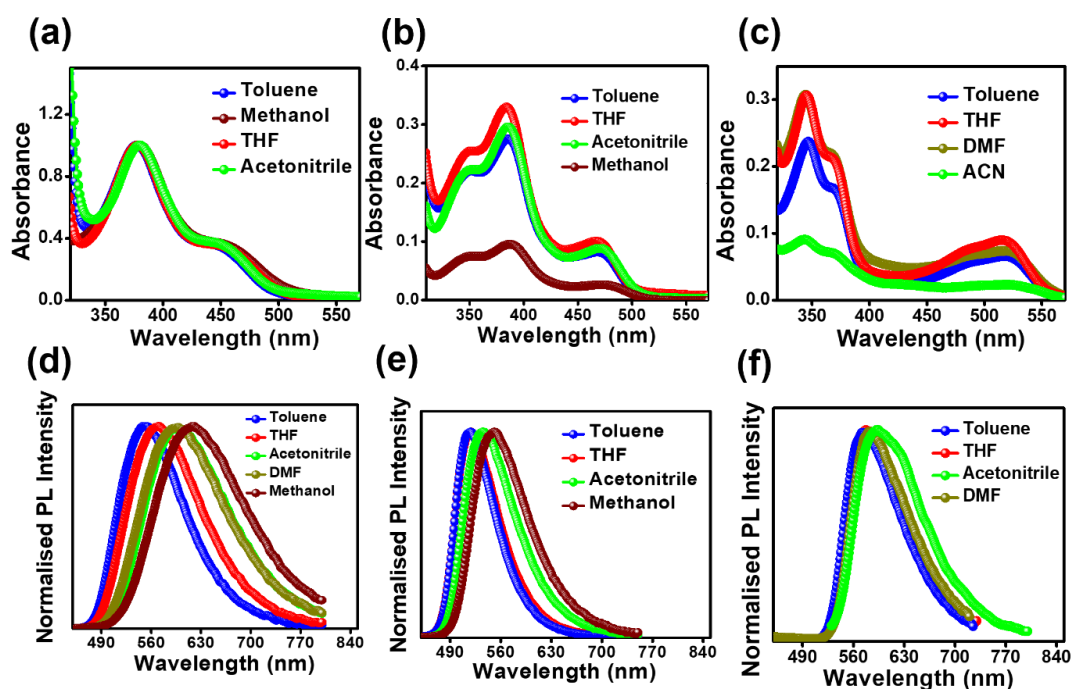 (a)
Absorbance
1.2
0.8
0.4
0.0
Toluene
Methanol
THF
Acetonitrile
350 400 450 500 550
Wavelength (nm)
(b)
Absorbance
0.4
0.3
0.2
0.1
0.0
Toluene
THF
Acetonitrile
Methanol
350 400 450 500 550
Wavelength (nm)
(c)
Absorbance
0.3
0.2
0.1
0.0
Toluene
THF
DMF
ACN
350 400 450 500 550
Wavelength (nm)
(d)
Normalised PL Intensity
Toluene
THF
Acetonitrile
DMF
Methanol
490 560 630 700 770 840
Wavelength (nm)
(e)
Normalised PL Intensity
Toluene
THF
Acetonitrile
Methanol
490 560 630 700 770 840
Wavelength (nm)
(f)
Normalised PL Intensity
Toluene
THF
Acetonitrile
DMF
490 560 630 700 770 840
Wavelength (nm)